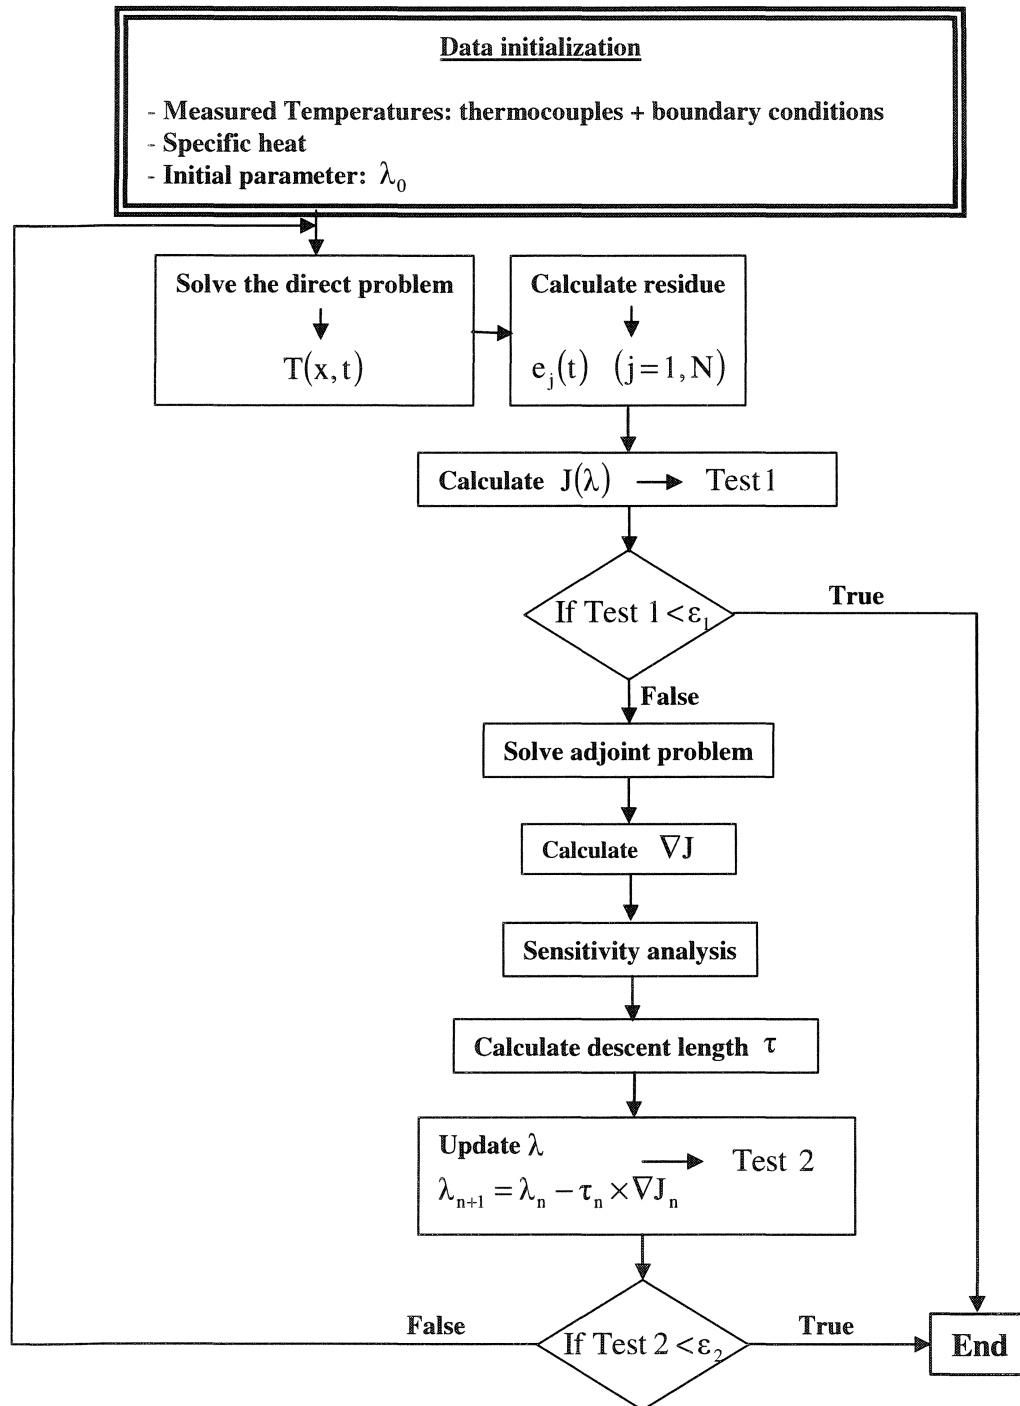 Data initialization
- Measured Temperatures: thermocouples + boundary conditions
- Specific heat
- Initial parameter: λ₀
Solve the direct problem
T(x,t)
Calculate residue
eⱼ(t) (j=1,N)
Calculate J(λ) → Test 1
If Test 1 <ε₁
True
False
Solve adjoint problem
Calculate ∇J
Sensitivity analysis
Calculate descent length τ
Update λ
→ Test 2
λₙ₊₁ = λₙ − τₙ × ∇Jₙ
If Test 2 <ε₂
False
True
End